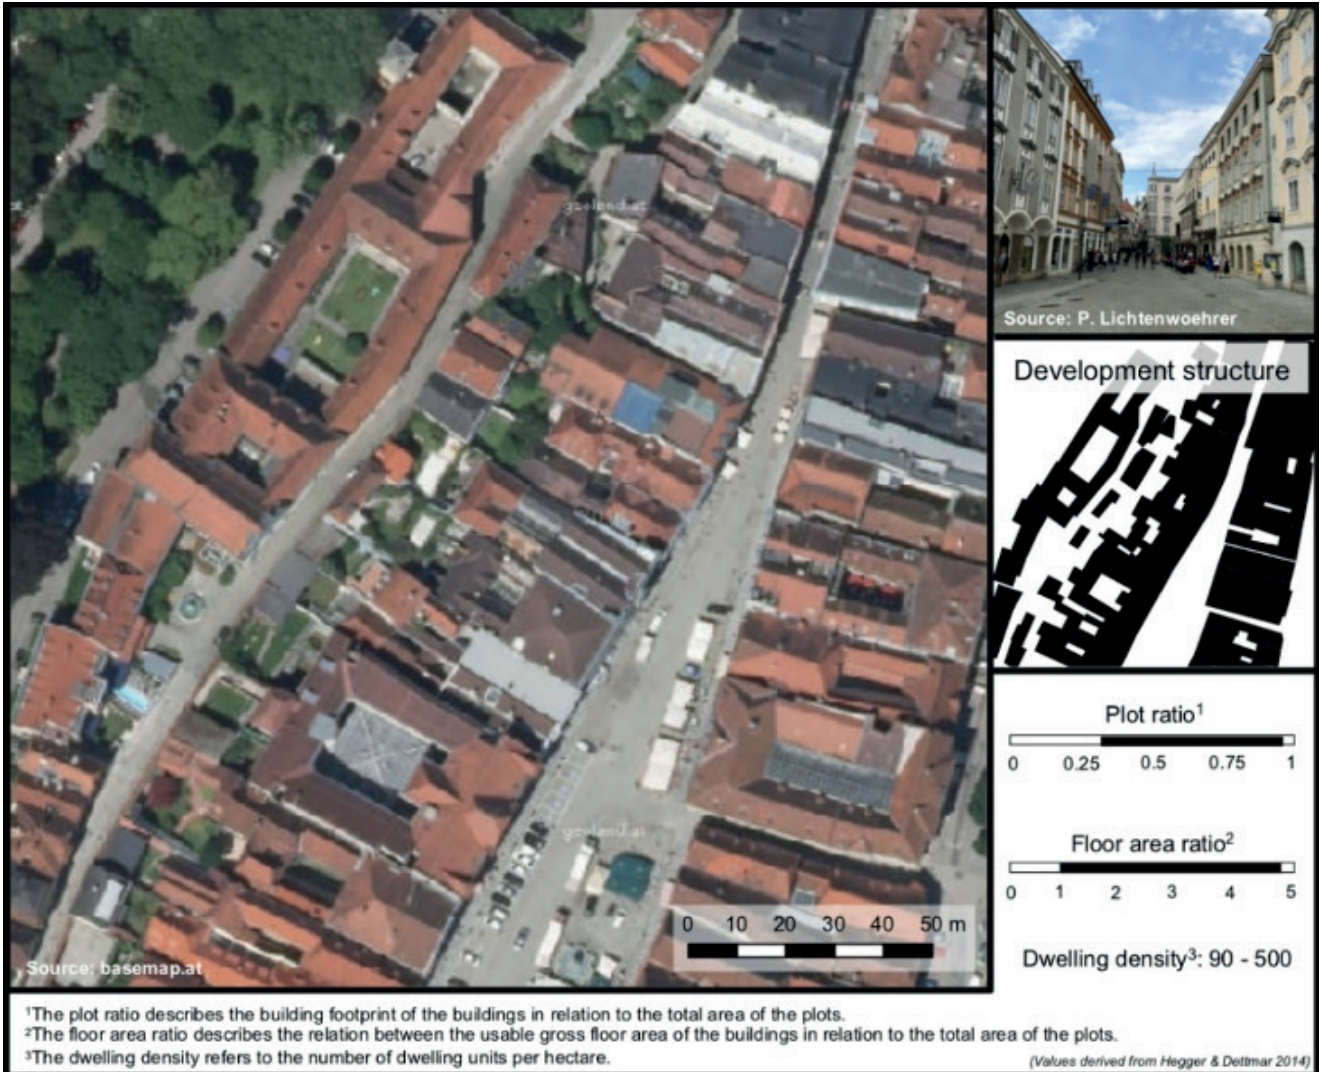 gzeland.at
Source: P. Lichtenwoehrer
Development structure
Plot ratio¹
0 0.25 0.5 0.75 1
gzeland.at
Floor area ratio²
0 1 2 3 4 5
0 10 20 30 40 50 m
Dwelling density³: 90 - 500
Source: basemap.at
¹The plot ratio describes the building footprint of the buildings in relation to the total area of the plots.
²The floor area ratio describes the relation between the usable gross floor area of the buildings in relation to the total area of the plots.
³The dwelling density refers to the number of dwelling units per hectare.
(Values derived from Hegger & Dettmar 2014)